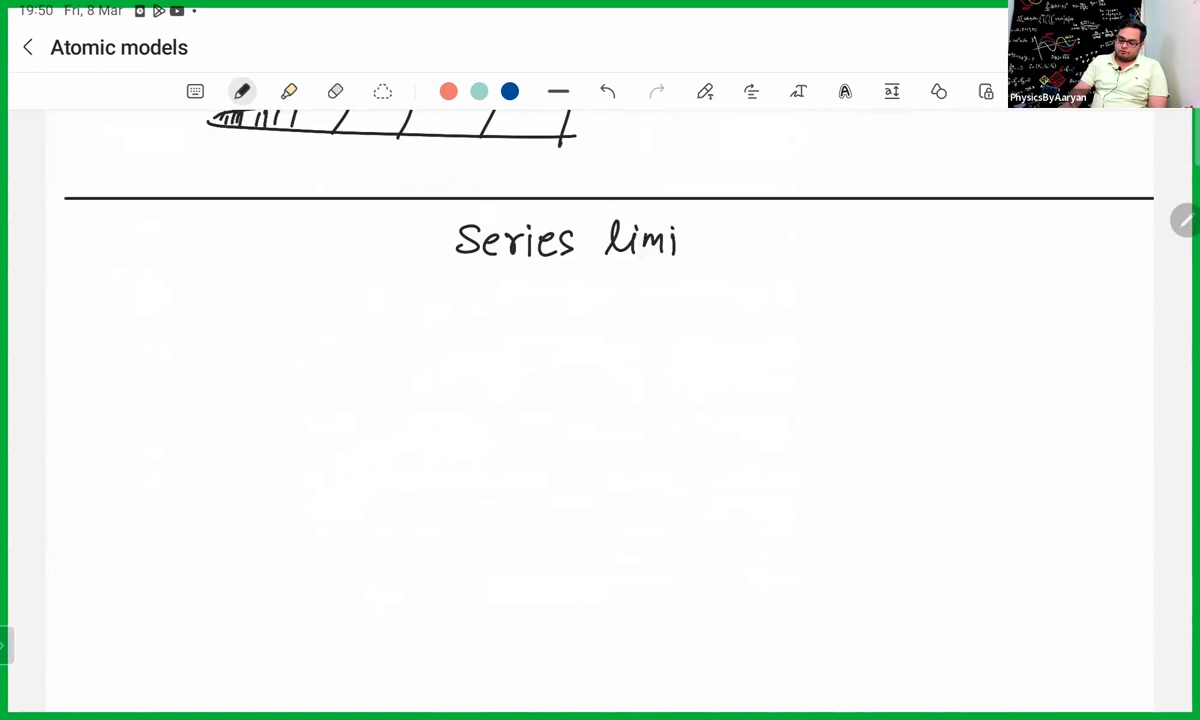 19:50 Fri, 8 Mar
Atomic models
PhysicsByAaryan
Series limi